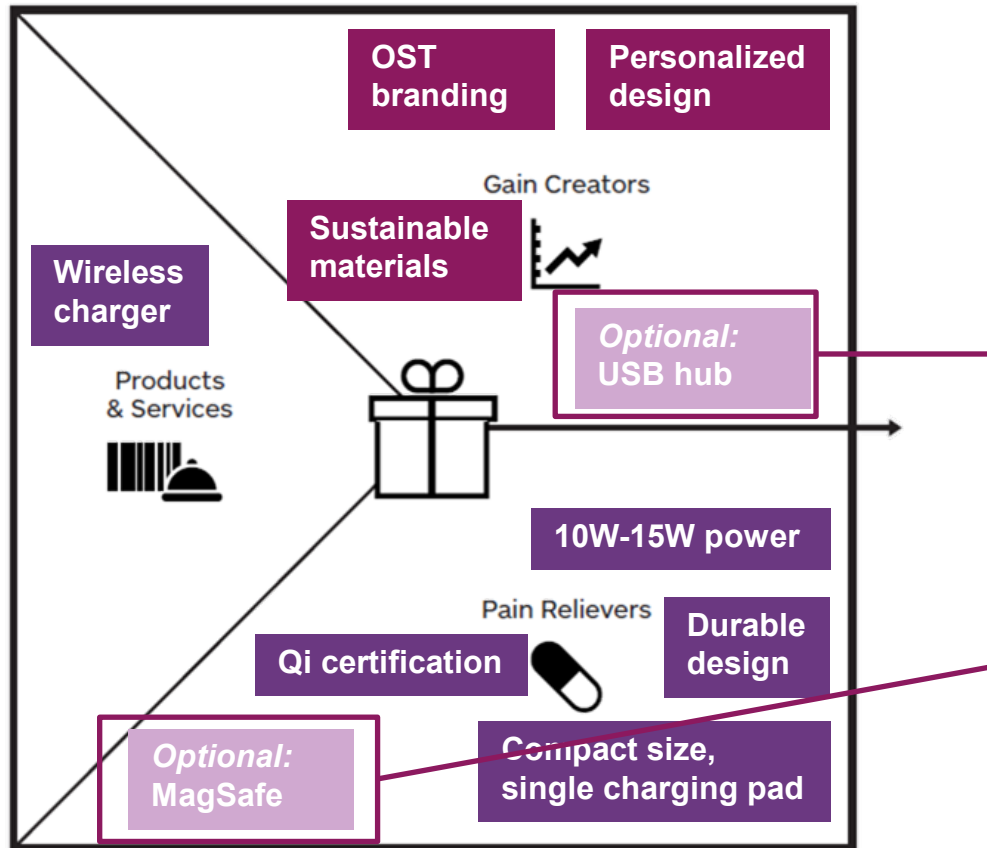 OST
branding
Personalized
design
Gain Creators
Sustainable
materials
Wireless
charger
Optional:
USB hub
Products
& Services
10W-15W power
Pain Relievers
Durable
design
Qi certification
Optional:
MagSafe
Compact size,
single charging pad